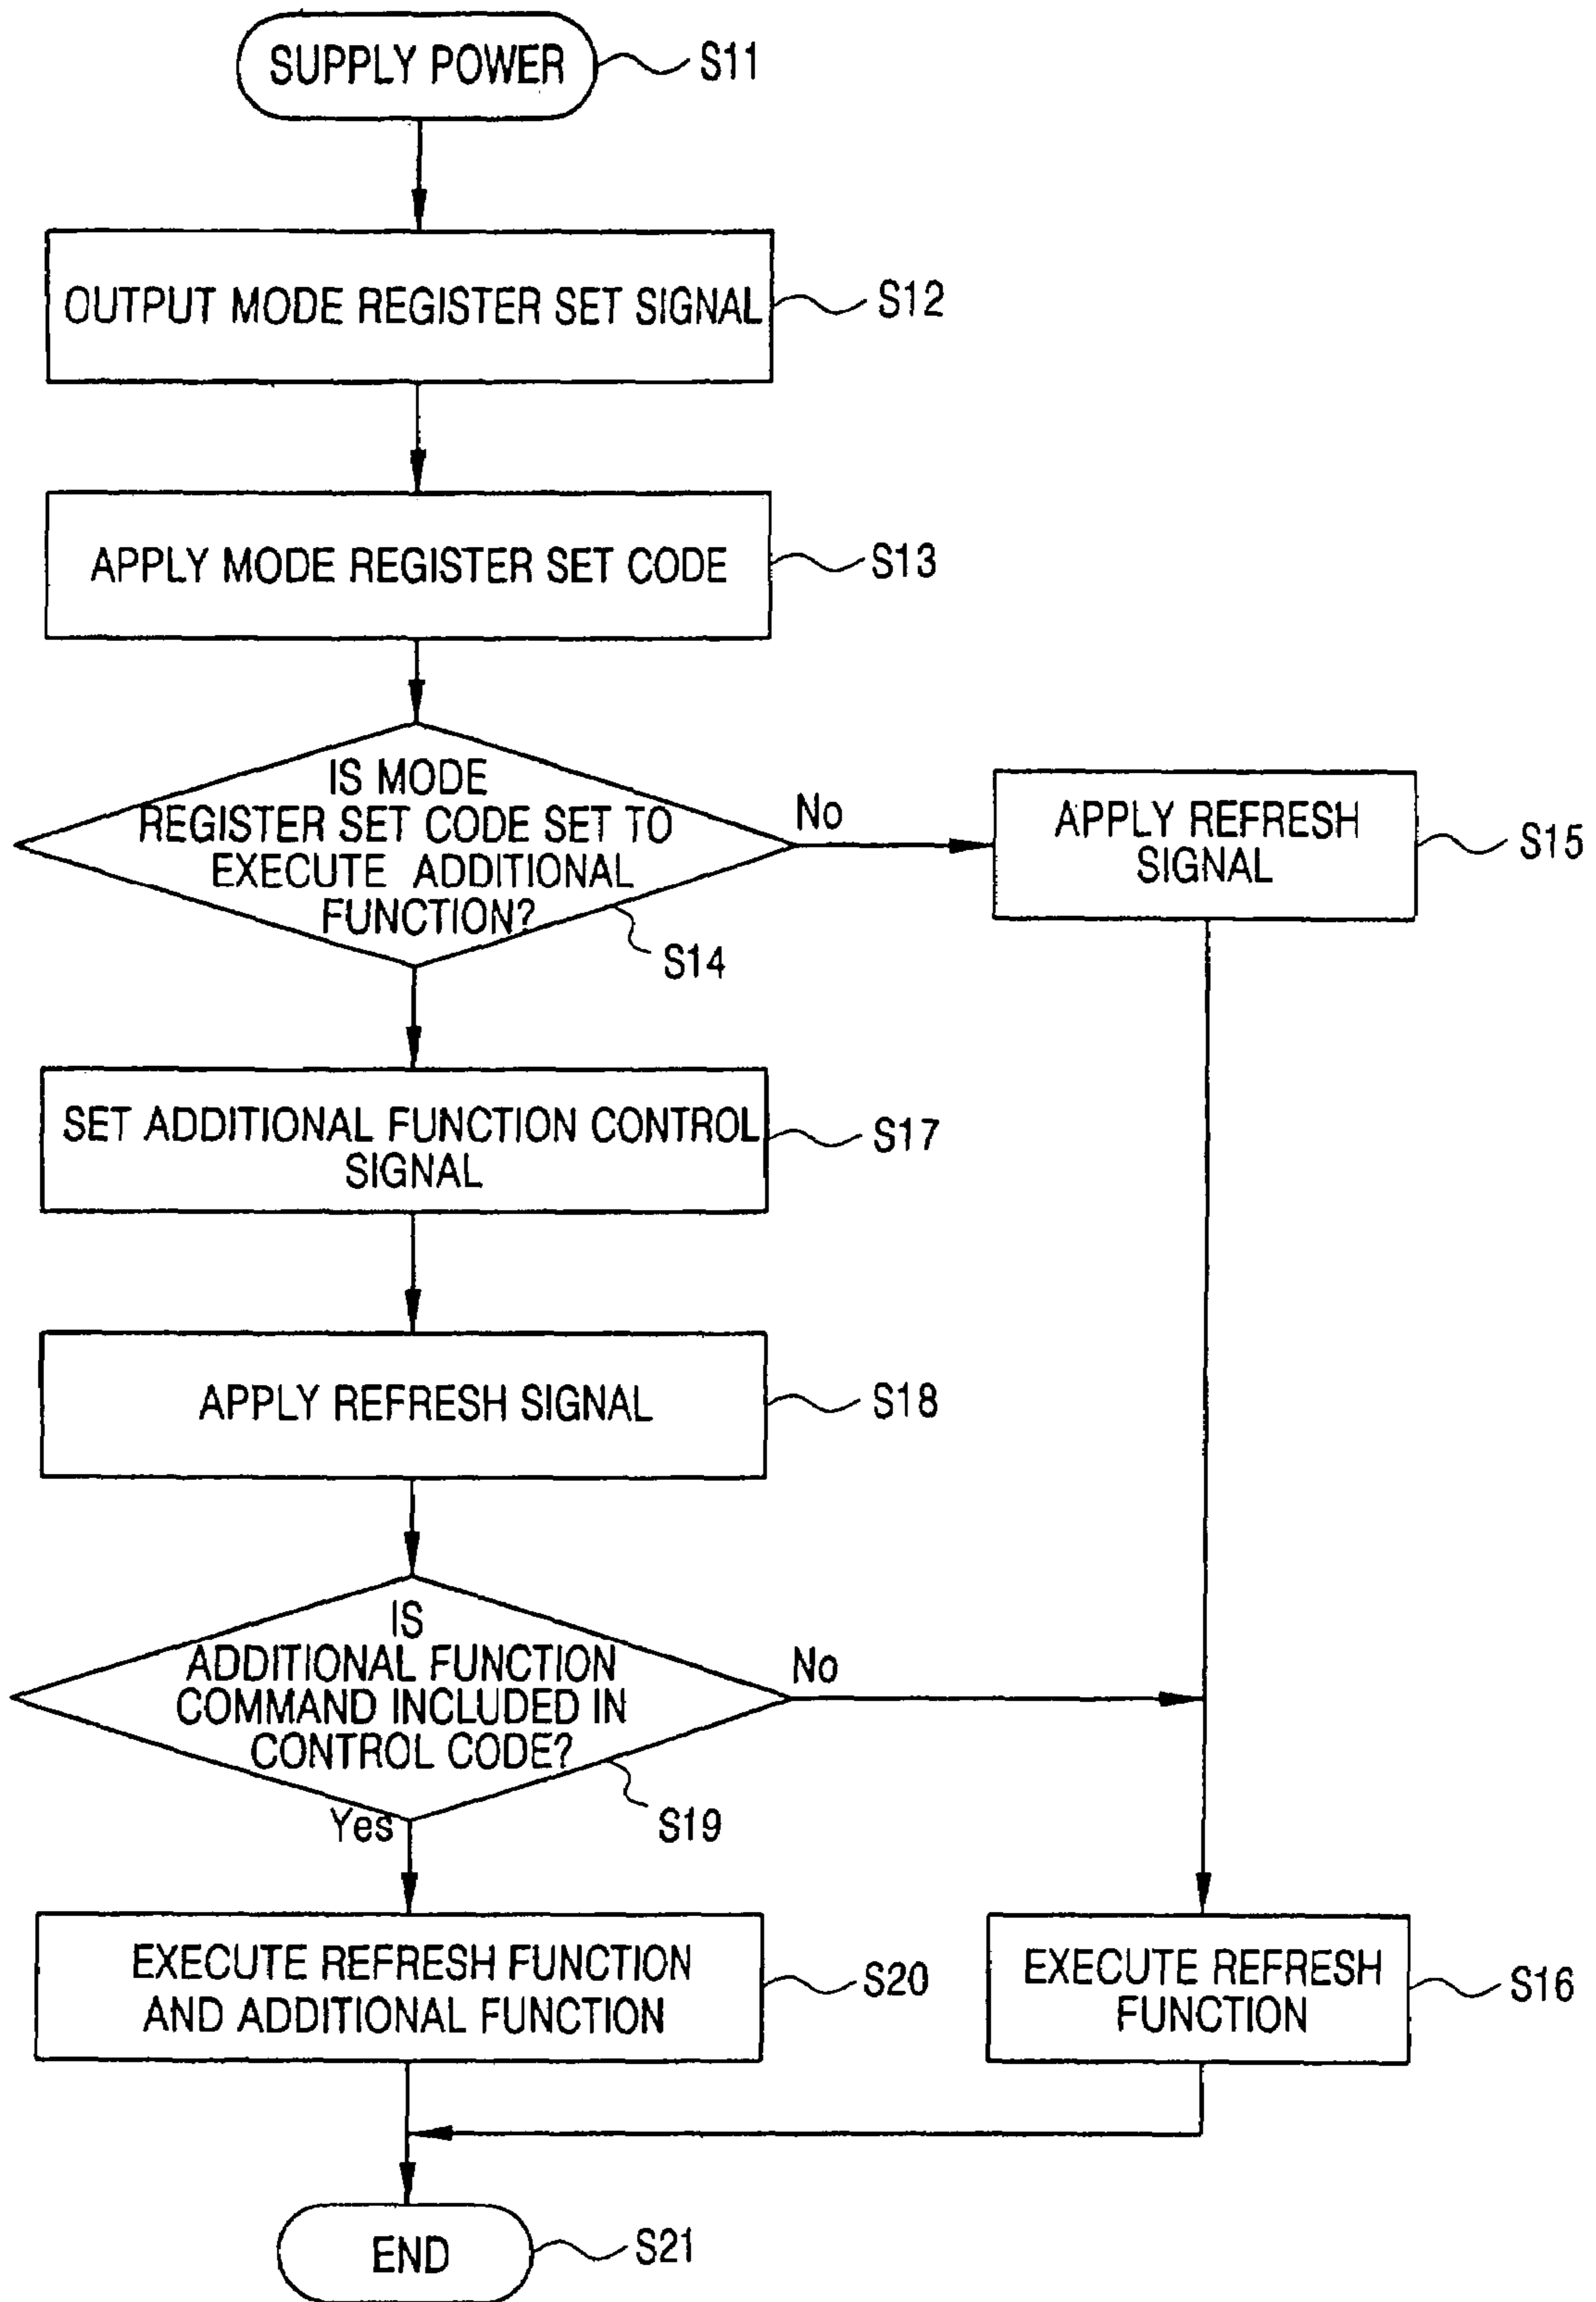 SUPPLY POWER
S11
OUTPUT MODE REGISTER SET SIGNAL
S12
APPLY MODE REGISTER SET CODE
S13
IS MODE
REGISTER SET CODE SET TO
EXECUTE ADDITIONAL
FUNCTION?
S14
No
APPLY REFRESH
SIGNAL
S15
SET ADDITIONAL FUNCTION CONTROL
SIGNAL
S17
APPLY REFRESH SIGNAL
S18
IS
ADDITIONAL FUNCTION
COMMAND INCLUDED IN
CONTROL CODE?
No
Yes
S19
EXECUTE REFRESH FUNCTION
AND ADDITIONAL FUNCTION
S20
EXECUTE REFRESH
FUNCTION
S16
END
S21